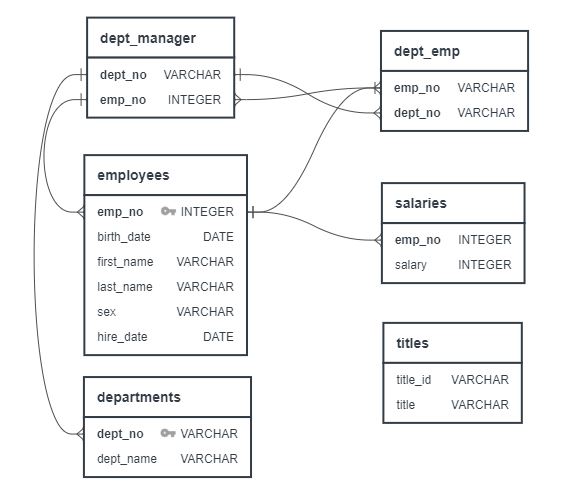 dept_manager
dept_no VARCHAR
emp_no INTEGER
dept_emp
emp_no VARCHAR
dept_no VARCHAR
employees
emp_no INTEGER
birth_date DATE
first_name VARCHAR
last_name VARCHAR
sex VARCHAR
hire_date DATE
salaries
emp_no INTEGER
salary INTEGER
titles
title_id VARCHAR
title VARCHAR
departments
dept_no VARCHAR
dept_name VARCHAR